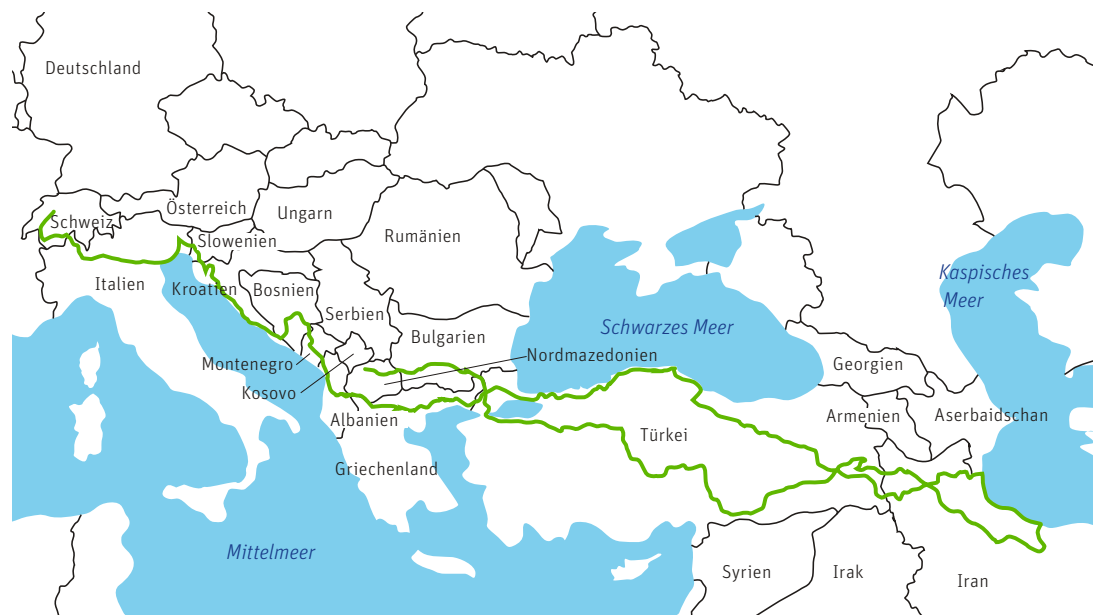 Deutschland
Schweiz
Österreich
Ungarn
Slowenien
Rumänien
Italien
Kroatien
Bosnien
Serbien
Bulgarien
Schwarzes Meer
Kaspisches
Meer
Montenegro
Nordmazedonien
Georgien
Kosovo
Albanien
Armenien
Aserbaidschan
Türkei
Griechenland
Mittelmeer
Syrien
Irak
Iran